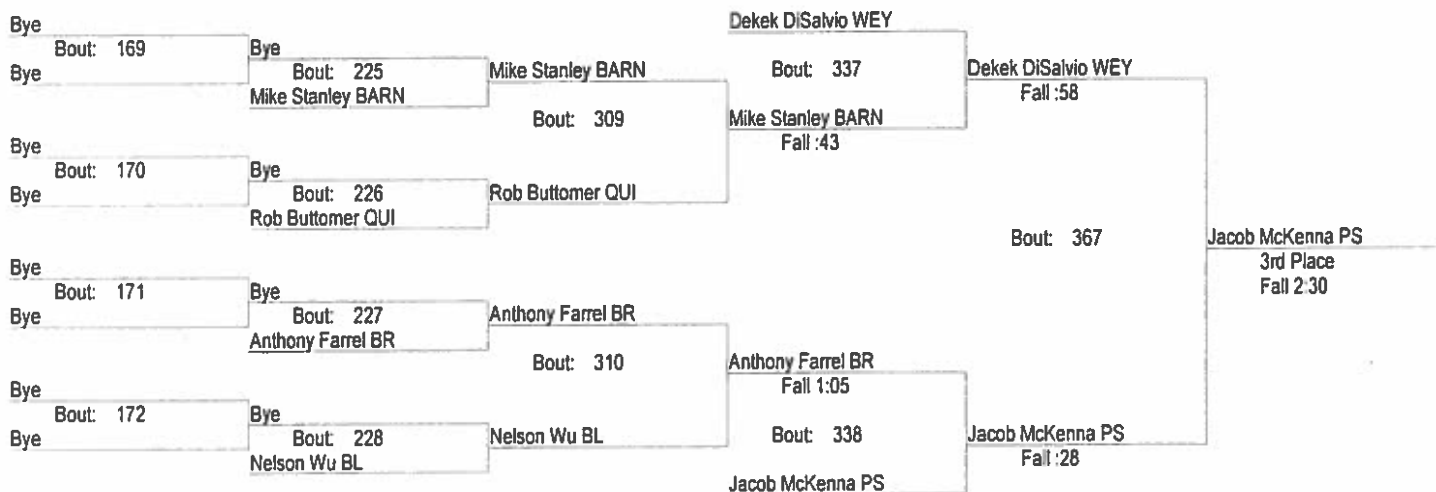 Bye
Bout: 169
Bye
Bye
Bout: 225
Mike Stanley BARN
Bye
Bout: 170
Bye
Bye
Bout: 226
Rob Buttomer QUI
Mike Stanley BARN
Bout: 309
Rob Buttomer QUI
Bye
Bout: 171
Bye
Bye
Bout: 227
Anthony Farrel BR
Bye
Bout: 172
Bye
Bye
Bout: 228
Nelson Wu BL
Anthony Farrel BR
Bout: 310
Nelson Wu BL
Dekek DiSalvio WEY
Bout: 337
Mike Stanley BARN
Fall :43
Dekek DiSalvio WEY
Fall :58
Anthony Farrel BR
Fall 1:05
Bout: 338
Jacob McKenna PS
Jacob McKenna PS
Fall :28
Bout: 367
Jacob McKenna PS
3rd Place
Fall 2:30